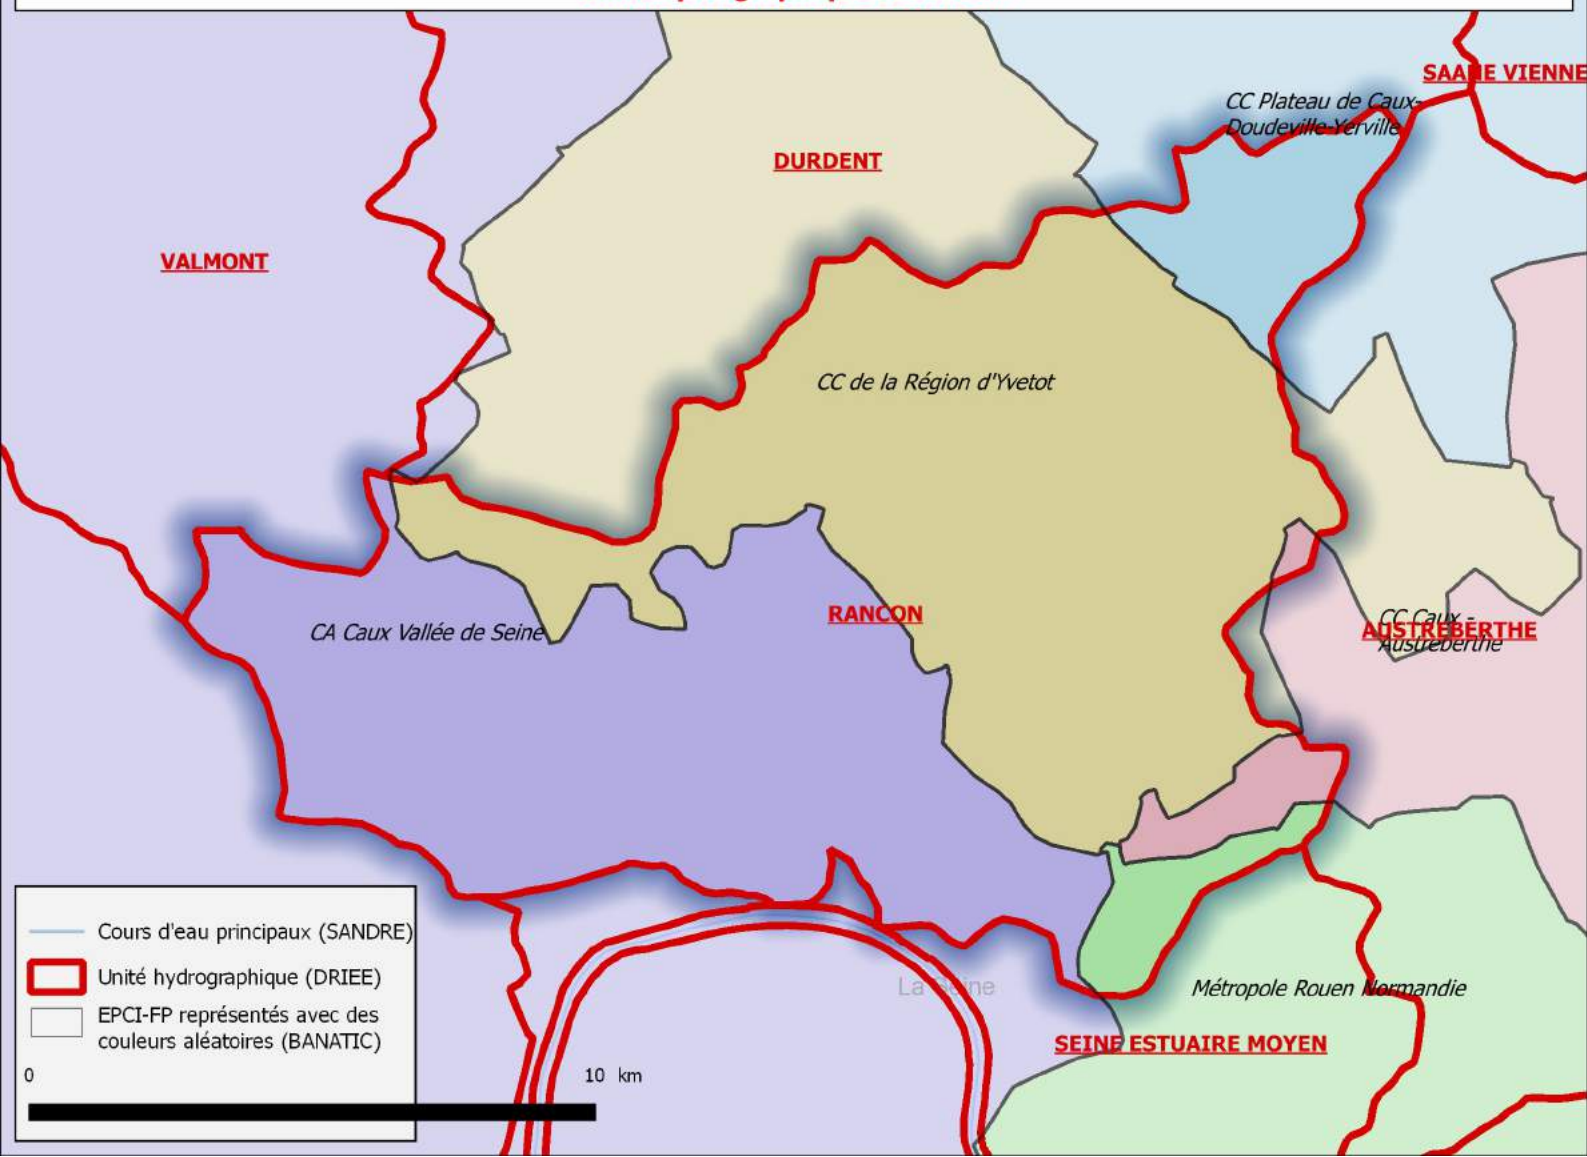 SAANE VIENNE
CC Plateau de Caux-
Doudeville-Yerville
DURDENT
VALMONT
CC de la Région d'Yvetot
RANCON
CA Caux Vallée de Seine
CC Caux -
Austreberthe
AUSTREBERTHE
La Seine
Métropole Rouen Normandie
SEINE ESTUAIRE MOYEN
Cours d'eau principaux (SANDRE)
Unité hydrographique (DRIEE)
EPCI-FP représentés avec des
couleurs aléatoires (BANATIC)
0 10 km